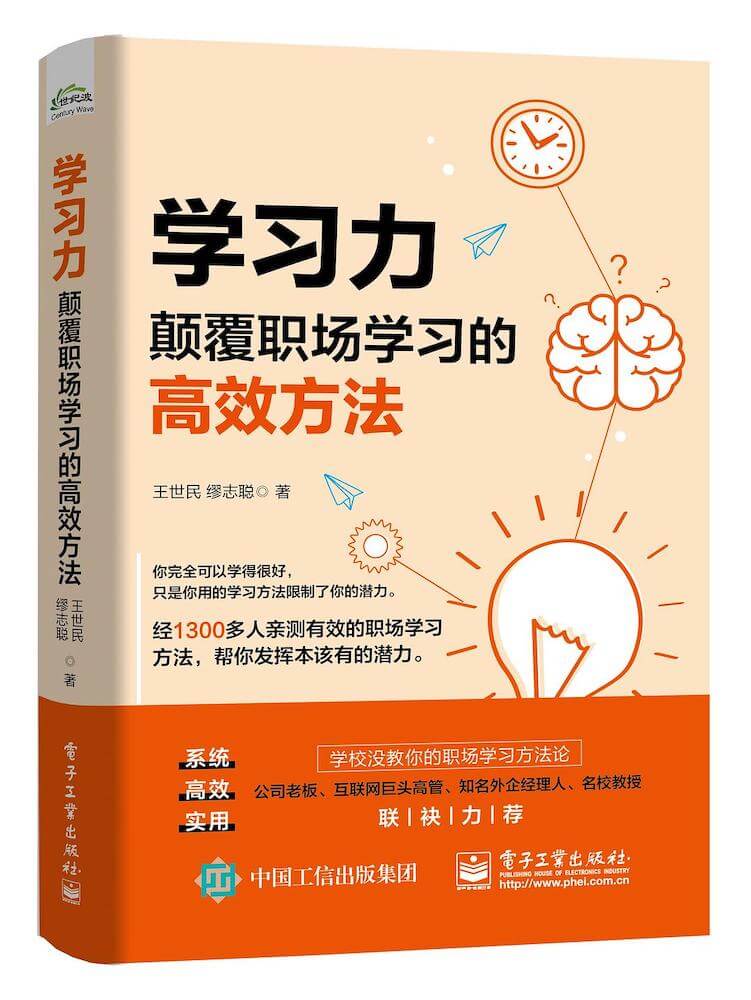 世纪波
Century Wave
学习力
颠覆职场学习的高效方法
王世民
缪志聪
◎
著
電子工業出版社
学习力
颠覆职场学习的
高效方法
王世民 缪志聪◎ 著
?
?
?
你完全可以学得很好，
只是你用的学习方法限制了你的潜力。
经1300多人亲测有效的职场学习
方法，帮你发挥本该有的潜力。
系统
高效
实用
学校没教你的职场学习方法论
公司老板、互联网巨头高管、知名外企经理人、名校教授
联|袂|力|荐
中国工信出版集团
電子工業出版社·
PUBLISHING HOUSE OF ELECTRONICS INDUSTRY
http://www.phei.com.cn